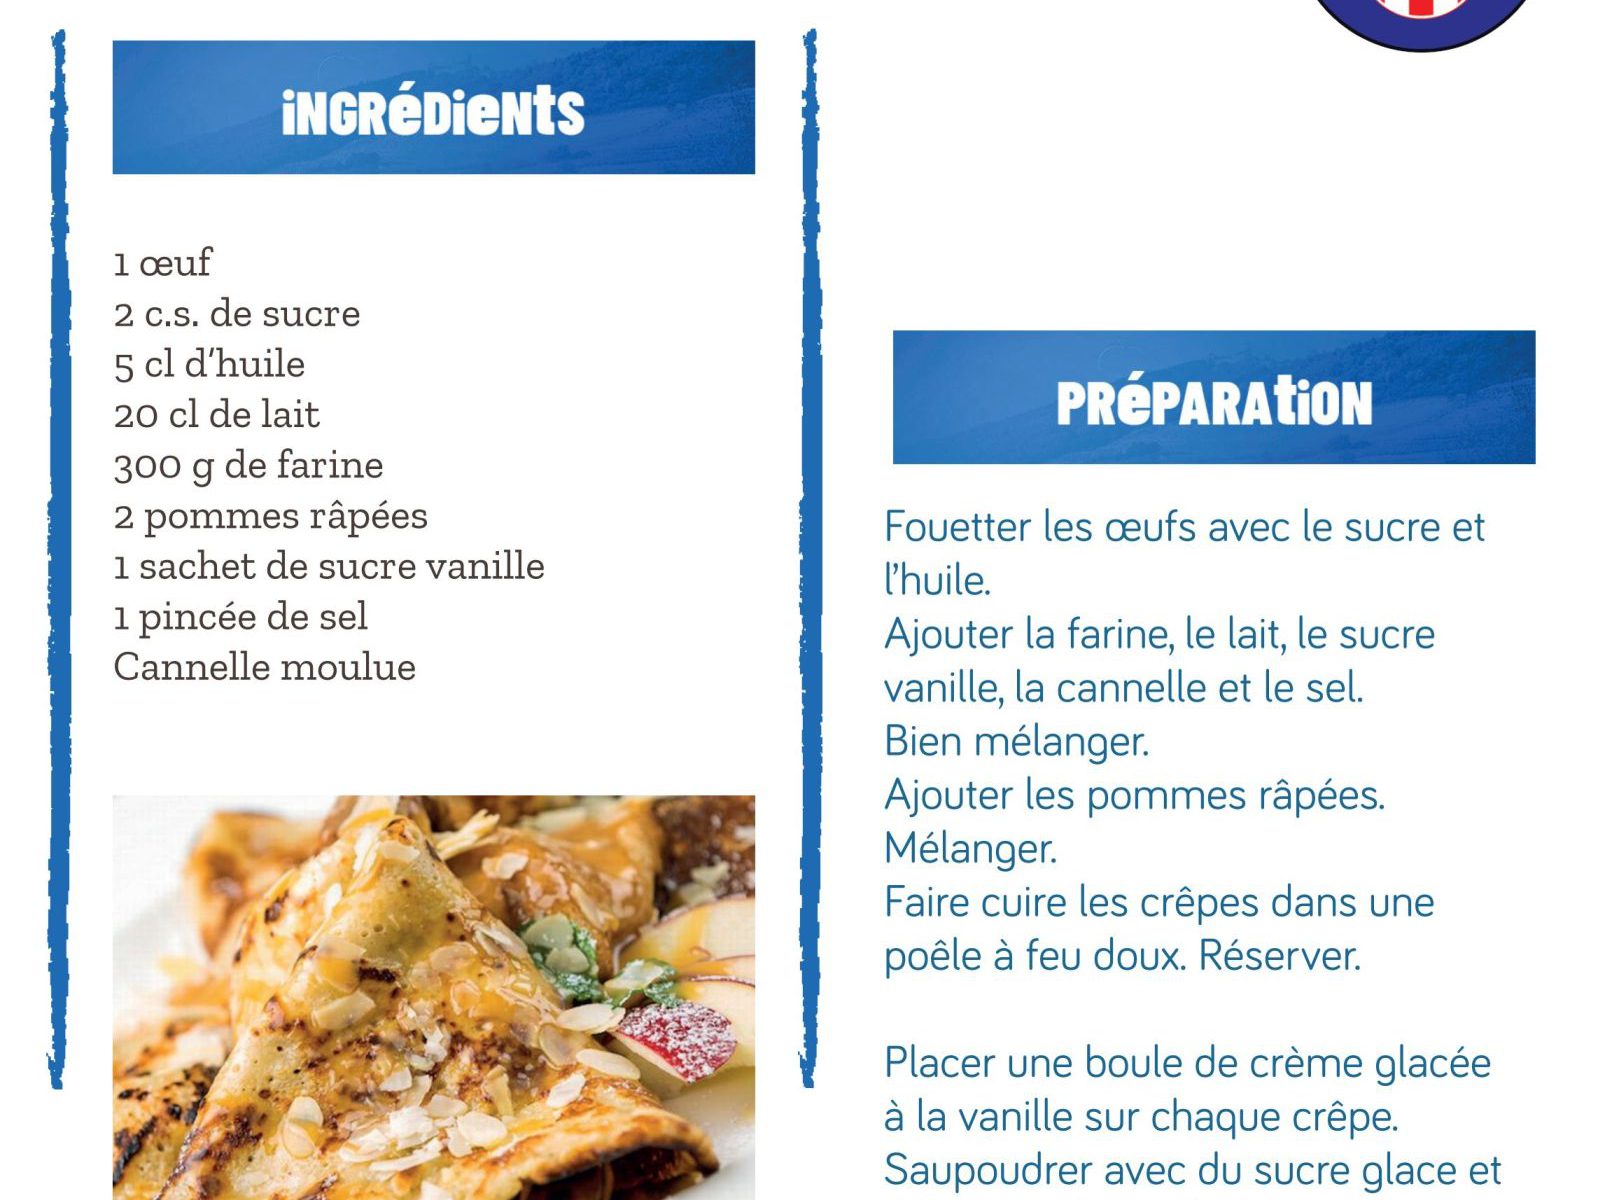 iNGRéDieNts
1 œuf
2 c.s. de sucre
5 cl d’huile
20 cl de lait
300 g de farine
2 pommes râpées
1 sachet de sucre vanille
1 pincée de sel
Cannelle moulue
PRéPARAtiON
Fouetter les œufs avec le sucre et
l’huile.
Ajouter la farine, le lait, le sucre
vanille, la cannelle et le sel.
Bien mélanger.
Ajouter les pommes râpées.
Mélanger.
Faire cuire les crêpes dans une
poêle à feu doux. Réserver.
Placer une boule de crème glacée
à la vanille sur chaque crêpe.
Saupoudrer avec du sucre glace et